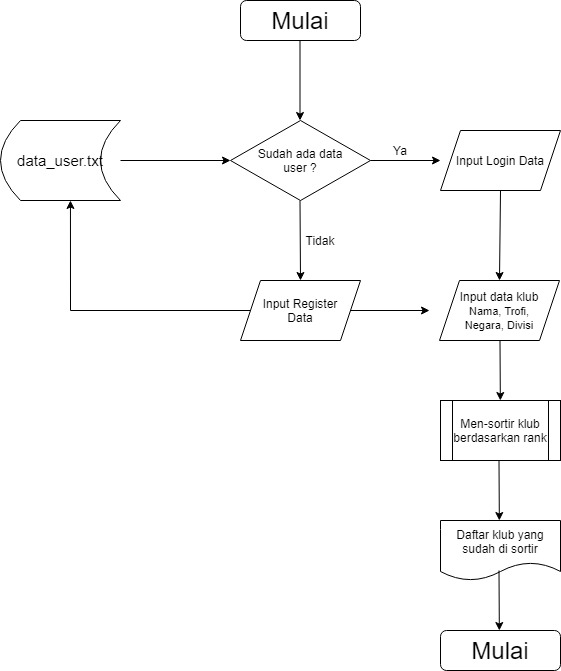 Mulai
data_user.txt
Sudah ada data
user ?
Ya
Input Login Data
Tidak
Input Register
Data
Input data klub
Nama, Trofi,
Negara, Divisi
Men-sortir klub
berdasarkan rank
Daftar klub yang
sudah di sortir
Mulai